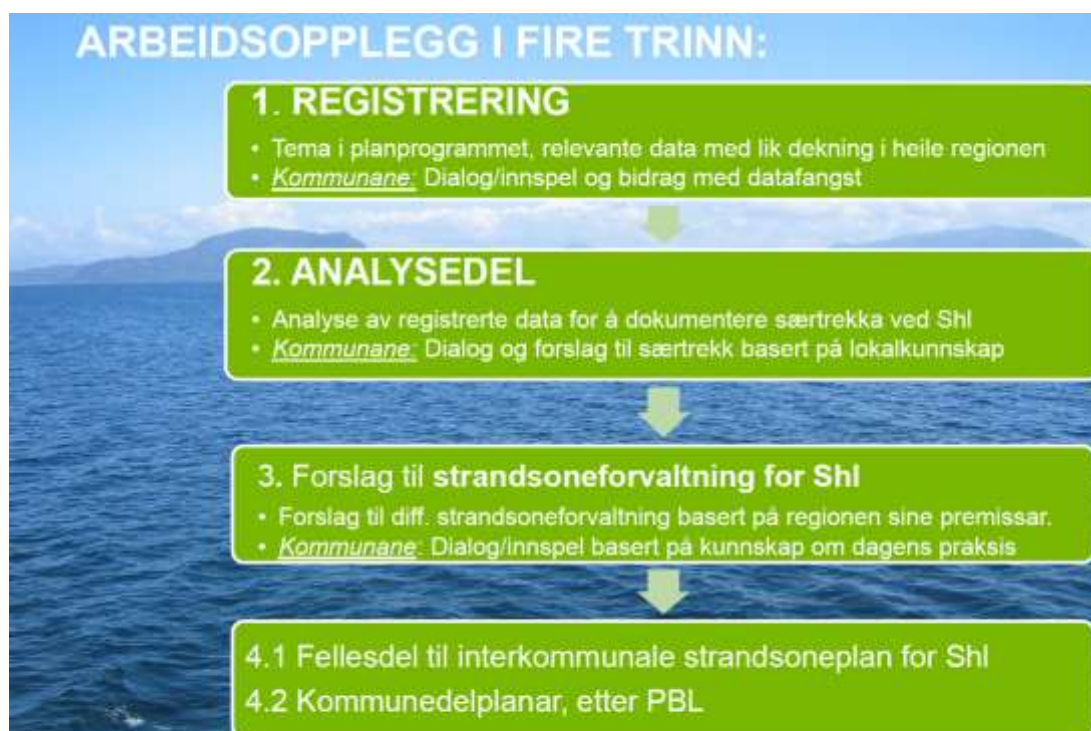 ARBEIDSOPPLEGG I FIRE TRINN:
1. REGISTRERING
• Tema i planprogrammet, relevante data med lik dekning i heile regionen
• Kommunane: Dialog/innspel og bidrag med datafangst
2. ANALYSEDEL
• Analyse av registrerte data for å dokumentere særtrekka ved Shl
• Kommunane: Dialog og forslag til særtrekk basert på lokalkunnskap
3. Forslag til strandsoneforvaltning for Shl
• Forslag til diff. strandsoneforvaltning basert på regionen sine premissar.
• Kommunane: Dialog/innspel basert på kunnskap om dagens praksis
4.1 Fellesdel til interkommunale strandsoneplan for Shl
4.2 Kommunedelplanar, etter PBL